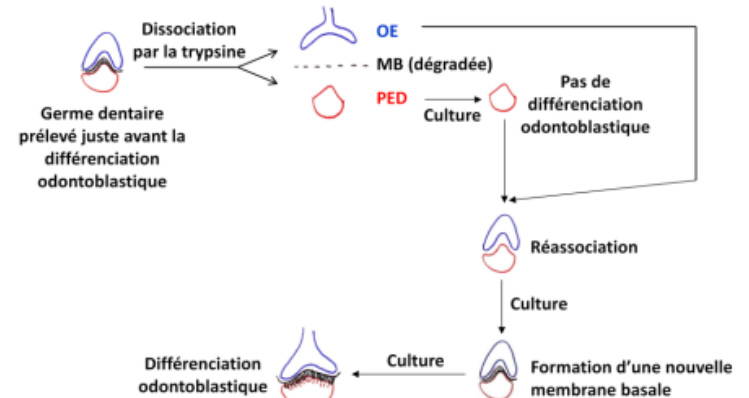 Dissociation
par la trypsine
OE
MB (dégradée)
PED
Culture
Pas de
différenciation
odontoblastique
Germe dentaire
prélevé juste avant la
différenciation
odontoblastique
Réassociation
Culture
Différenciation
odontoblastique
Culture
Formation d'une nouvelle
membrane basale